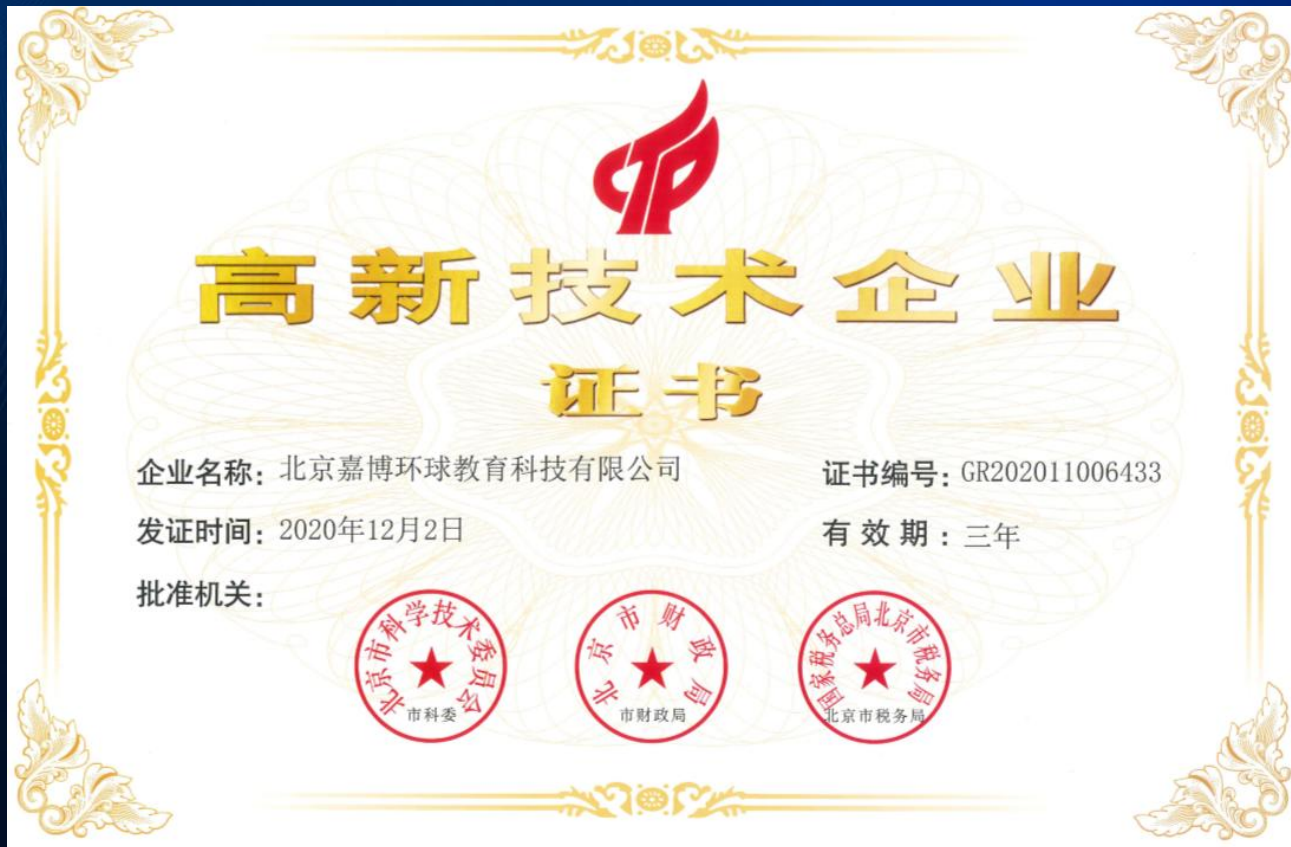 高新技术企业
证书
企业名称：北京嘉博环球教育科技有限公司 证书编号：GR202011006433
发证时间：2020年12月2日 有效期：三年
批准机关：
北京市科学技术委员会
市科委
北京市财政局
市财政局
国家税务总局北京市税务局
北京市税务局